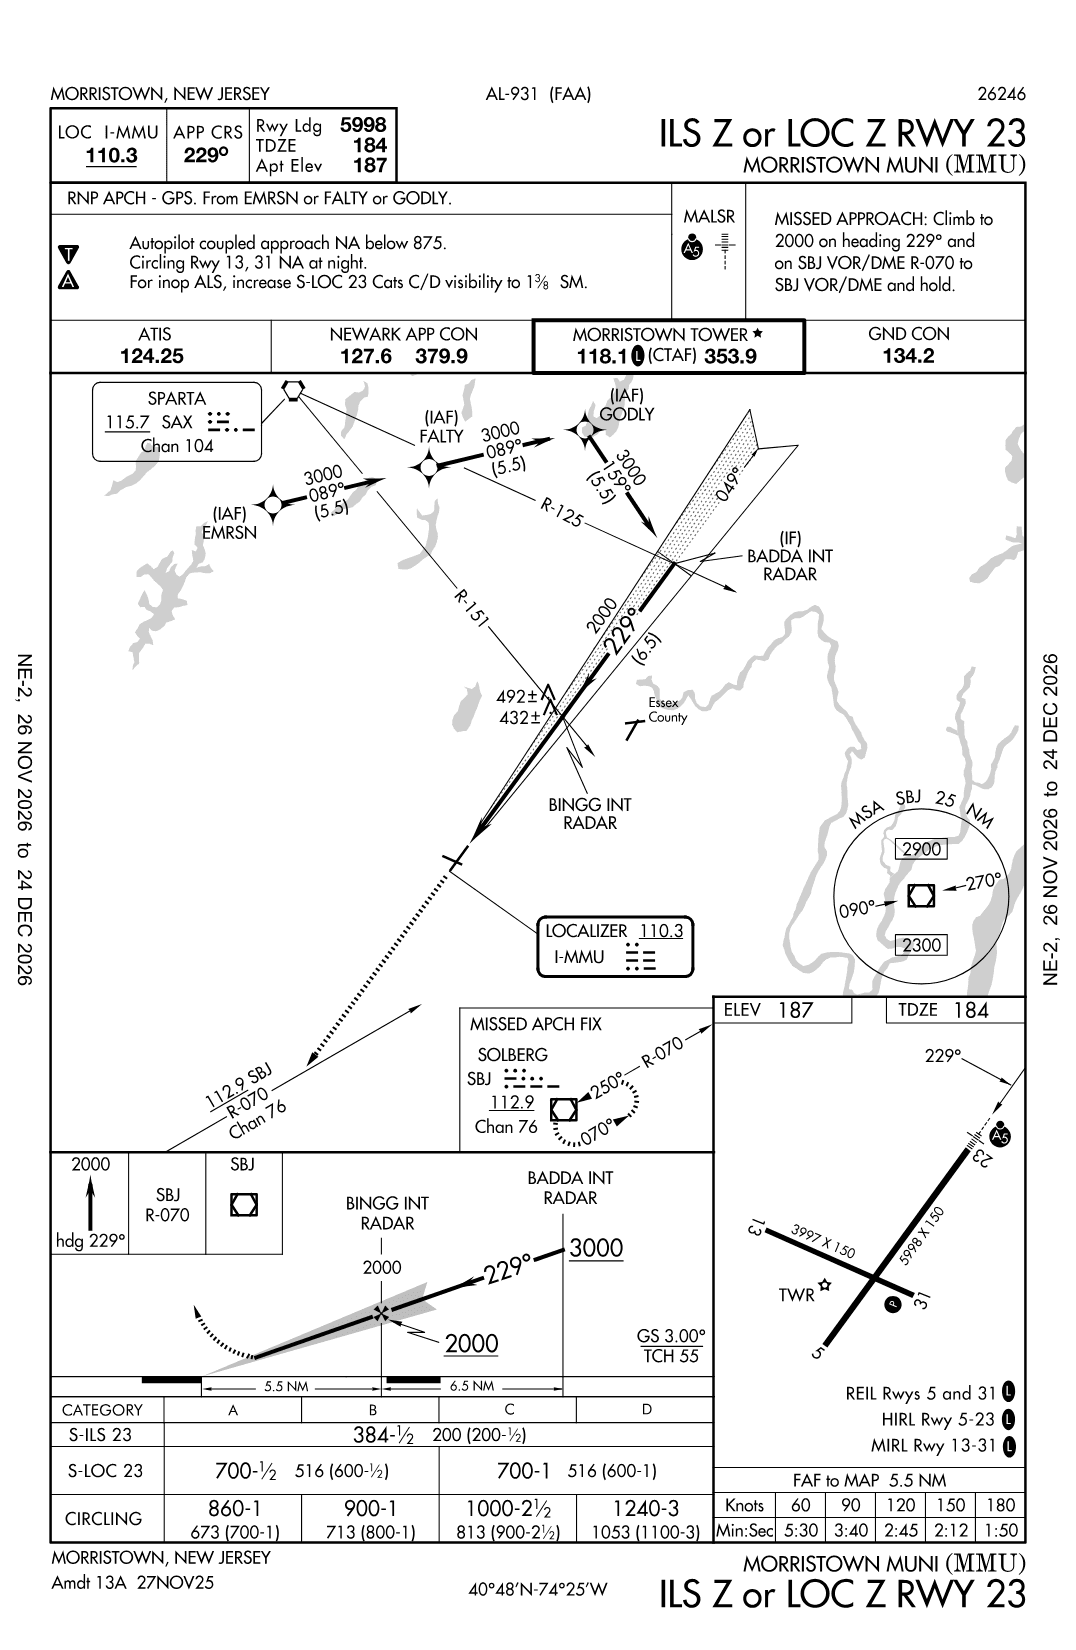 MORRISTOWN, NEW JERSEY
AL-931 (FAA)
26246
LOC I-MMU
110.3
APP CRS
229°
Rwy Ldg 5998
TDZE 184
Apt Elev 187
ILS Z or LOC Z RWY 23
MORRISTOWN MUNI (MMU)
RNP APCH - GPS. From EMRSN or FALTY or GODLY.
T
A
Autopilot coupled approach NA below 875.
Circling Rwy 13, 31 NA at night.
For inop ALS, increase S-LOC 23 Cats C/D visibility to 1⅜ SM.
MALSR
A5
MISSED APPROACH: Climb to
2000 on heading 229° and
on SBJ VOR/DME R-070 to
SBJ VOR/DME and hold.
ATIS
124.25
NEWARK APP CON
127.6 379.9
MORRISTOWN TOWER ★
118.1 L (CTAF) 353.9
GND CON
134.2
SPARTA
115.7 SAX
Chan 104
(IAF)
FALTY
(IAF)
GODLY
(IAF)
EMRSN
3000
089°
(5.5)
3000
089°
(5.5)
3000
159°
(5.5)
R-125
R-151
049°
(IF)
BADDA INT
RADAR
2000
229°
(6.5)
492±
432±
Essex
County
BINGG INT
RADAR
LOCALIZER 110.3
I-MMU
MSA SBJ 25 NM
2900
270°
090°
2300
112.9 SBJ
R-070
Chan 76
MISSED APCH FIX
SOLBERG
SBJ
112.9
Chan 76
R-070
250°
070°
ELEV 187
TDZE 184
229°
A5
23
13
3997 X 150
5998 X 150
TWR
P
31
5
REIL Rwys 5 and 31 L
HIRL Rwy 5-23 L
MIRL Rwy 13-31 L
2000
hdg 229°
SBJ
R-070
SBJ
BINGG INT
RADAR
BADDA INT
RADAR
2000
229°
3000
2000
GS 3.00°
TCH 55
5.5 NM
6.5 NM
CATEGORY A B C D
S-ILS 23 384-½ 200 (200-½)
S-LOC 23 700-½ 516 (600-½) 700-1 516 (600-1)
CIRCLING
860-1 900-1 1000-2½ 1240-3
673 (700-1) 713 (800-1) 813 (900-2½) 1053 (1100-3)
FAF to MAP 5.5 NM
Knots 60 90 120 150 180
Min:Sec 5:30 3:40 2:45 2:12 1:50
MORRISTOWN, NEW JERSEY
Amdt 13A 27NOV25
40°48'N-74°25'W
MORRISTOWN MUNI (MMU)
ILS Z or LOC Z RWY 23
NE-2, 26 NOV 2026 to 24 DEC 2026
NE-2, 26 NOV 2026 to 24 DEC 2026